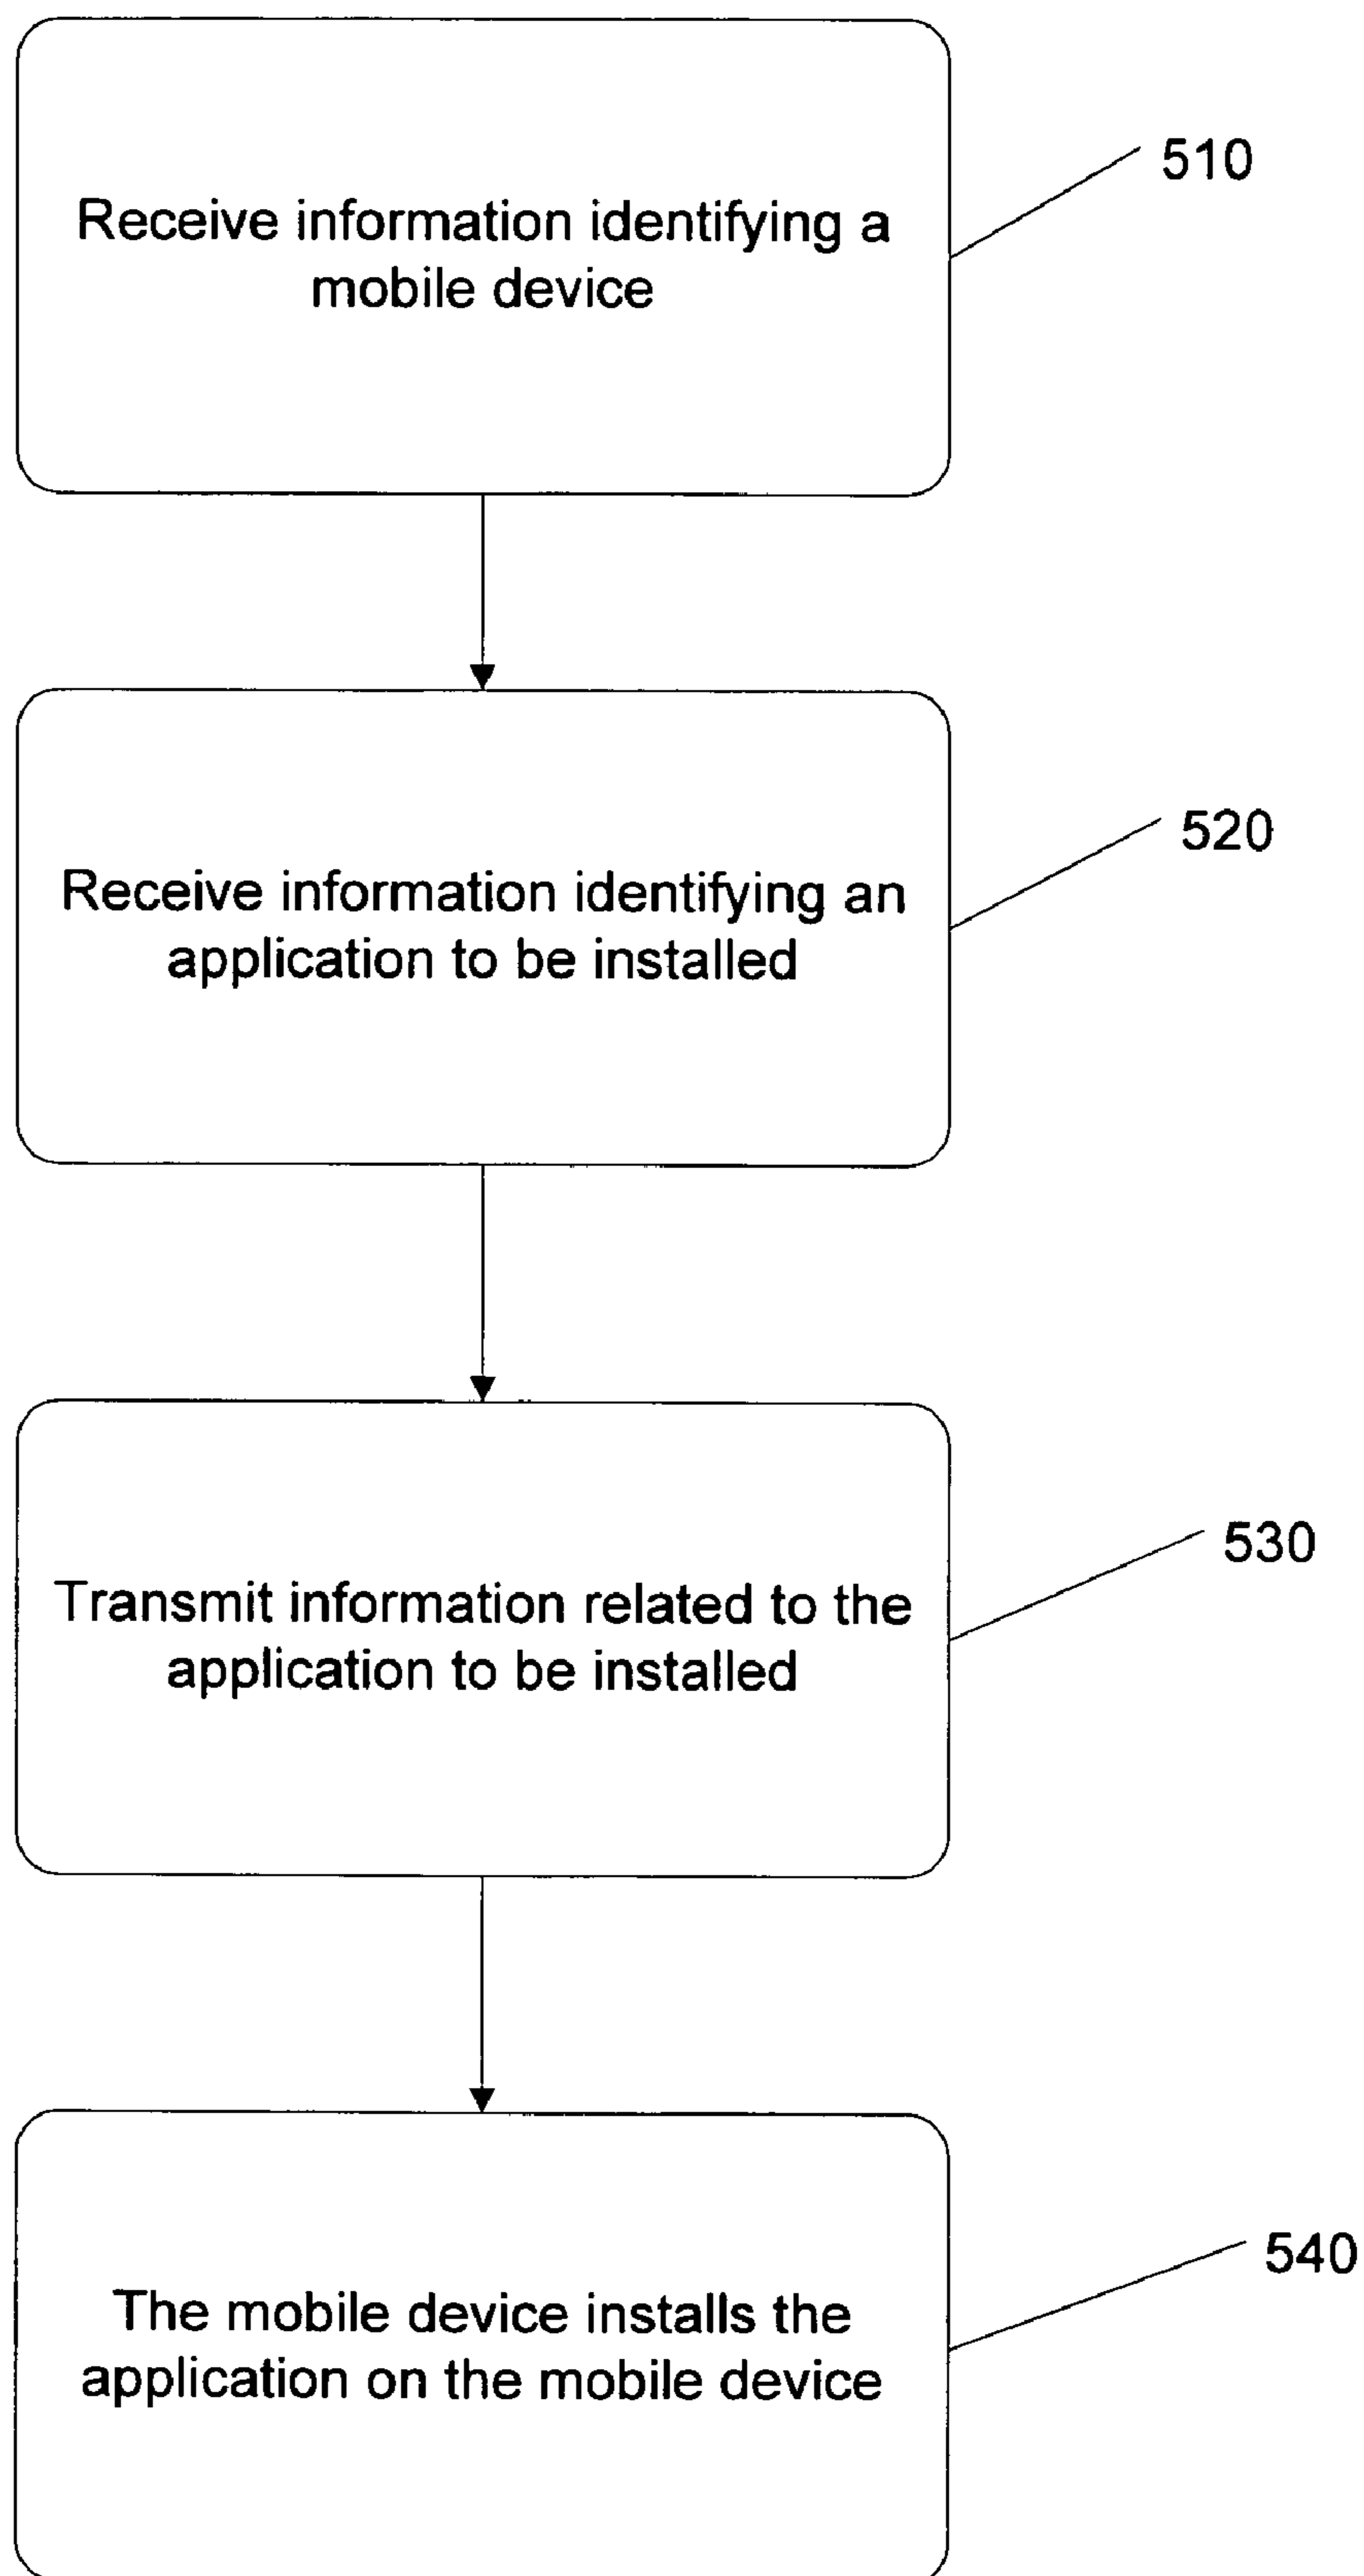 Receive information identifying a
mobile device
510
Receive information identifying an
application to be installed
520
Transmit information related to the
application to be installed
530
The mobile device installs the
application on the mobile device
540